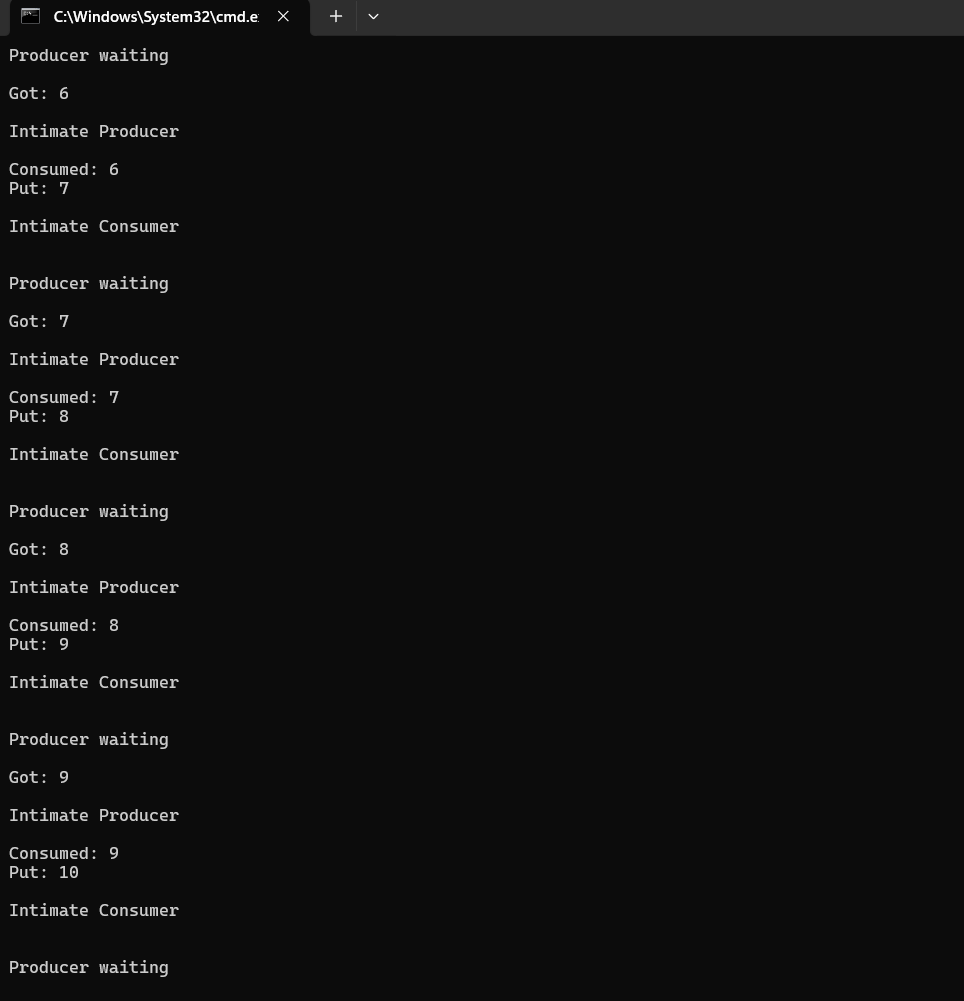 C:\Windows\System32\cmd.e
Producer waiting
Got: 6
Intimate Producer
Consumed: 6
Put: 7
Intimate Consumer
Producer waiting
Got: 7
Intimate Producer
Consumed: 7
Put: 8
Intimate Consumer
Producer waiting
Got: 8
Intimate Producer
Consumed: 8
Put: 9
Intimate Consumer
Producer waiting
Got: 9
Intimate Producer
Consumed: 9
Put: 10
Intimate Consumer
Producer waiting